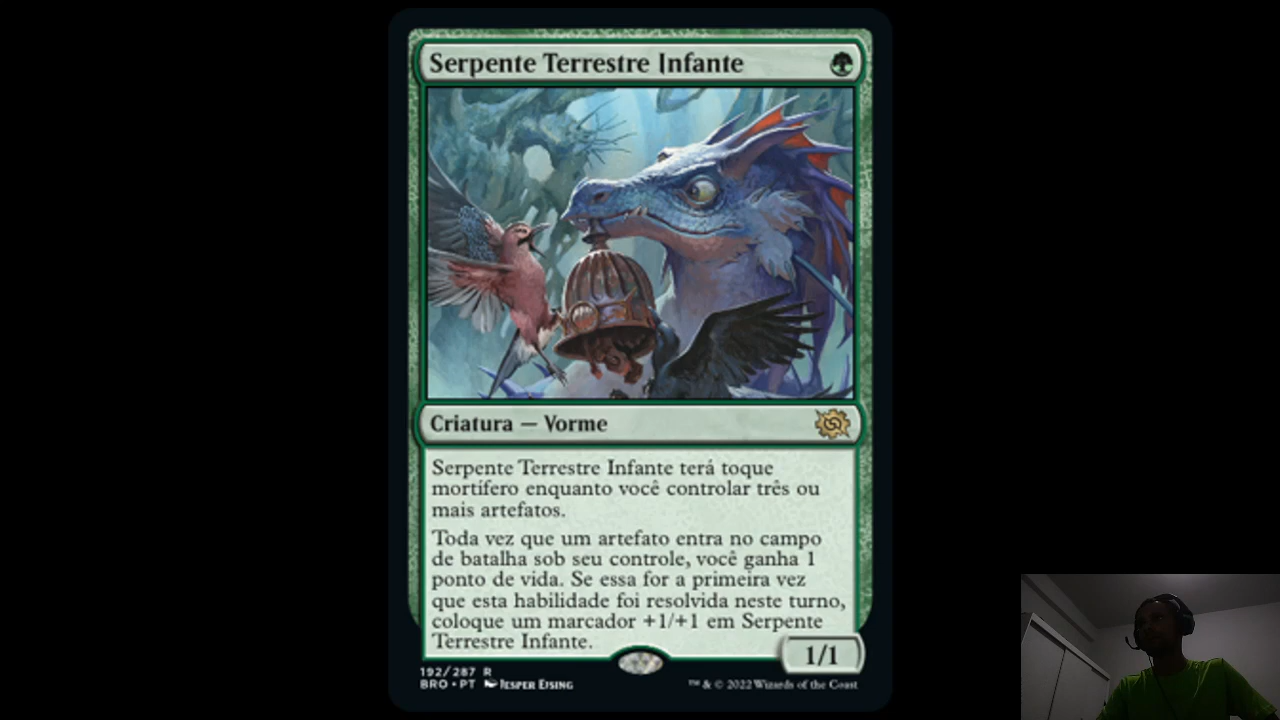 Serpente Terrestre Infante
Criatura — Vorme
Serpente Terrestre Infante terá toque
mortífero enquanto você controlar três ou
mais artefatos.
Toda vez que um artefato entra no campo
de batalha sob seu controle, você ganha 1
ponto de vida. Se essa for a primeira vez
que esta habilidade foi resolvida neste turno,
coloque um marcador +1/+1 em Serpente
Terrestre Infante.
1/1
192/287 R
BRO • PT Jesper Ejsing
™ & © 2022 Wizards of the Coast